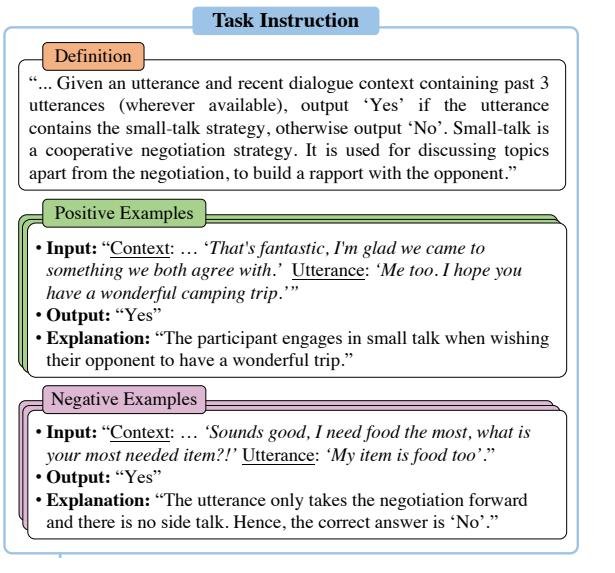 Task Instruction
Definition
“... Given an utterance and recent dialogue context containing past 3
utterances (wherever available), output ‘Yes’ if the utterance
contains the small-talk strategy, otherwise output ‘No’. Small-talk is
a cooperative negotiation strategy. It is used for discussing topics
apart from the negotiation, to build a rapport with the opponent.”
Positive Examples
• Input: “Context: … ‘That's fantastic, I'm glad we came to
something we both agree with.’ Utterance: ‘Me too. I hope you
have a wonderful camping trip.’”
• Output: “Yes”
• Explanation: “The participant engages in small talk when wishing
their opponent to have a wonderful trip.”
Negative Examples
• Input: “Context: … ‘Sounds good, I need food the most, what is
your most needed item?!’ Utterance: ‘My item is food too’.”
• Output: “Yes”
• Explanation: “The utterance only takes the negotiation forward
and there is no side talk. Hence, the correct answer is ‘No’.”